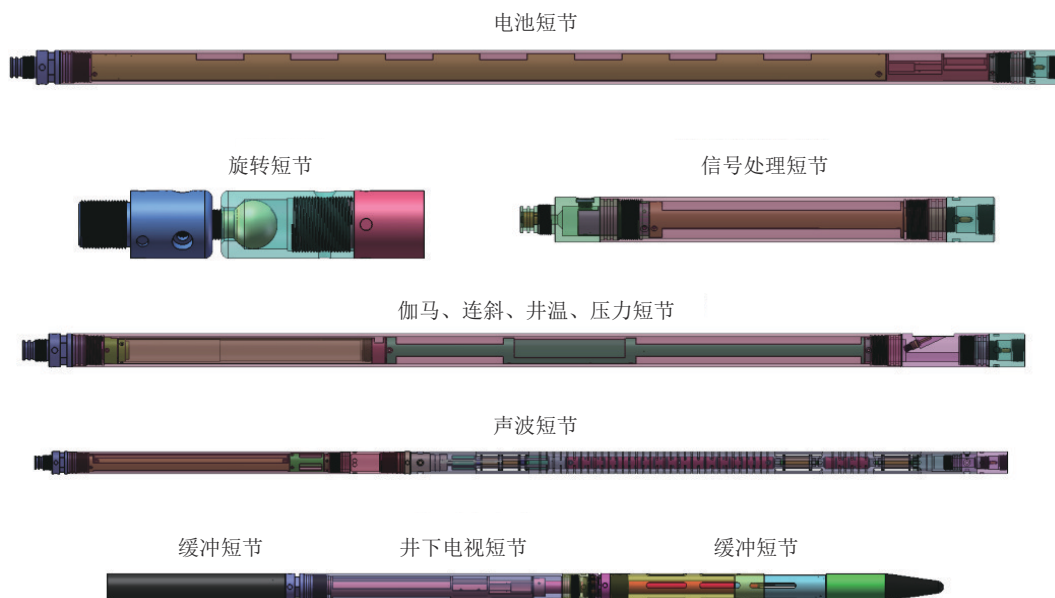 电池短节
旋转短节
信号处理短节
伽马、连斜、井温、压力短节
声波短节
缓冲短节
井下电视短节
缓冲短节